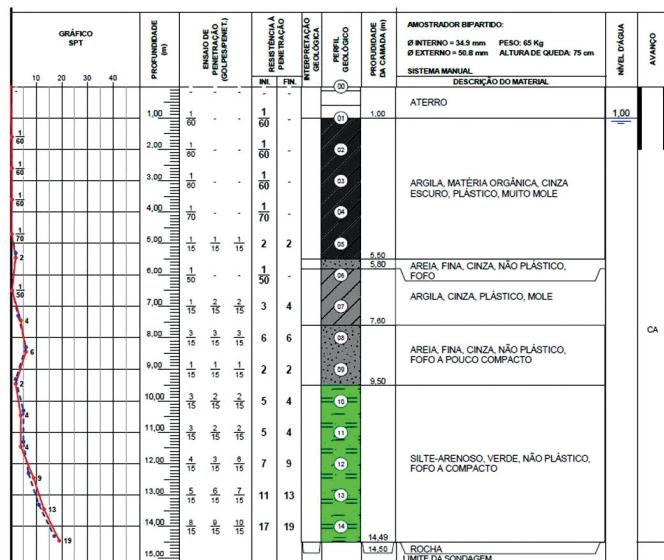 GRÁFICO
SPT
10 20 30 40
PROFUNDIDADE
(m)
ENSAIO DE
PENETRAÇÃO
(GOLPES/PENET.)
RESISTÊNCIA À
PENETRAÇÃO
INI. FIN.
INTERPRETAÇÃO
GEOLÓGICA
PERFIL
GEOLÓGICO
PROFUDIDADE
DA CAMADA (m)
AMOSTRADOR BIPARTIDO:
Ø INTERNO = 34.9 mm PESO: 65 Kg
Ø EXTERNO = 50.8 mm ALTURA DE QUEDA: 75 cm
SISTEMA MANUAL
DESCRIÇÃO DO MATERIAL
NÍVEL D'ÁGUA
AVANÇO
- - - - - 00
ATERRO
1,00 1/60 - - 1/60 - 01 1,00 1,00
1/60
2,00 1/60 - - 1/60 - 02
1/60
3,00 1/60 - - 1/60 - 03
ARGILA, MATÉRIA ORGÂNICA, CINZA
ESCURO, PLÁSTICO, MUITO MOLE
1/60
4,00 1/70 - - 1/70 - 04
1/70
5,00 1/15 1/15 1/15 2 2 05
2
5,50
5,80
AREIA, FINA, CINZA, NÃO PLÁSTICO,
FOFO
6,00 1/50 - - 1/50 - 06
1/50
ARGILA, CINZA, PLÁSTICO, MOLE
7,00 1/15 2/15 2/15 3 4 07
4
7,60
8,00 3/15 3/15 3/15 6 6 08
6
AREIA, FINA, CINZA, NÃO PLÁSTICO,
FOFO A POUCO COMPACTO
CA
9,00 1/15 1/15 1/15 2 2 09
2
9,50
10,00 3/15 2/15 2/15 5 4 10
4
11,00 3/15 2/15 2/15 5 4 11
4
12,00 4/15 3/15 6/15 7 9 12
SILTE-ARENOSO, VERDE, NÃO PLÁSTICO,
FOFO A COMPACTO
9
13,00 5/15 6/15 7/15 11 13 13
13
14,00 8/15 9/15 10/15 17 19 14
19
14,49
14,50 ROCHA
15,00
LIMITE DA SONDAGEM